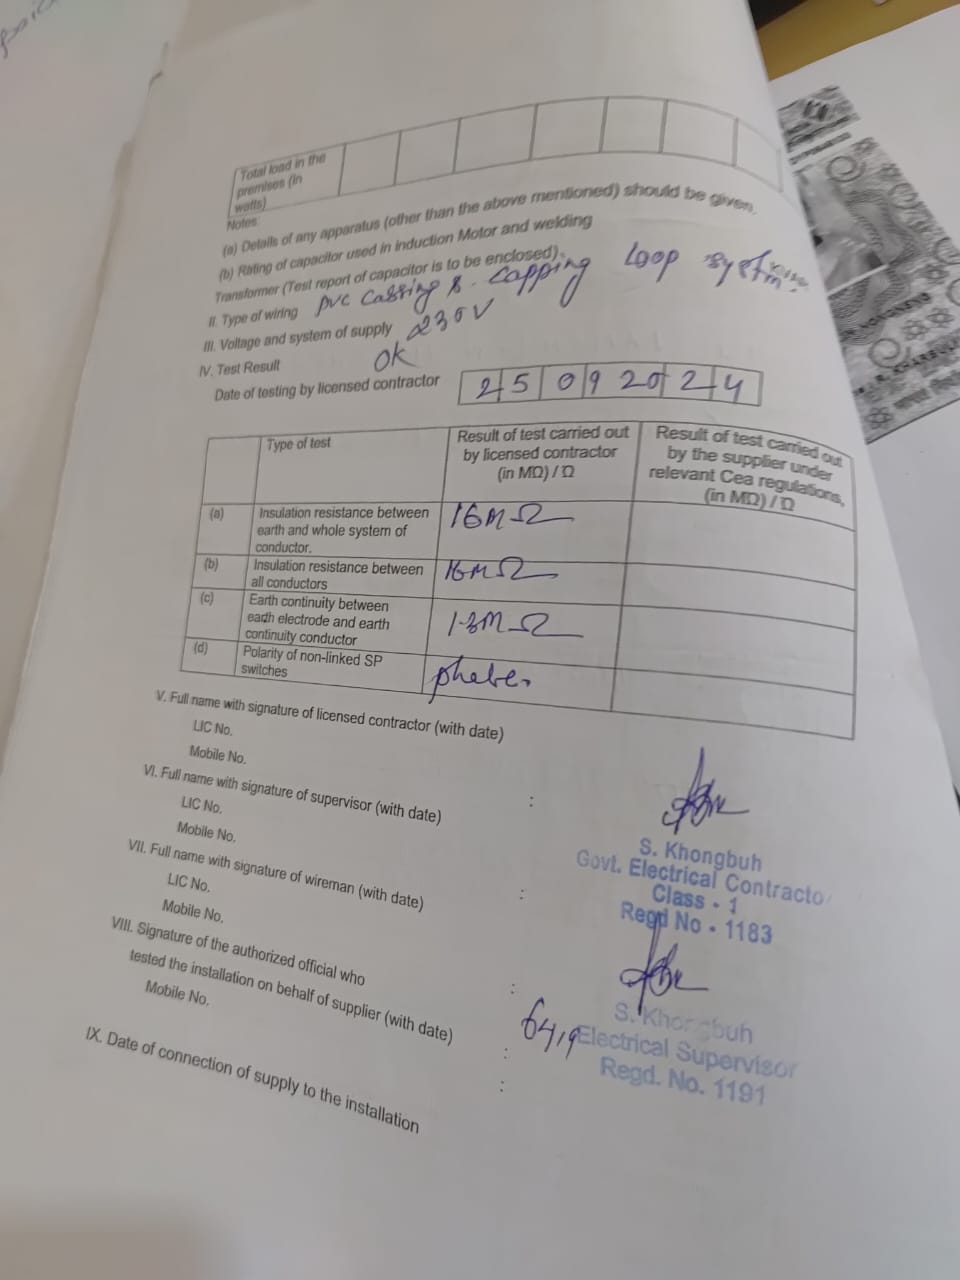 Total load in the
premises (in
watts)
Notes:
(a) Details of any apparatus (other than the above mentioned) should be given.
(b) Rating of capacitor used in induction Motor and welding
Transformer (Test report of capacitor is to be enclosed).
II. Type of wiring pvc Cassing & Capping Loop system
III. Voltage and system of supply 230V
IV. Test Result OK
Date of testing by licensed contractor 25092024
Type of test
Result of test carried out
by licensed contractor
(in MΩ) / Ω
Result of test carried out
by the supplier under
relevant Cea regulations,
(in MΩ) / Ω
(a) Insulation resistance between
earth and whole system of
conductor.
16MΩ
(b) Insulation resistance between
all conductors
16MΩ
(c) Earth continuity between
earth electrode and earth
continuity conductor
1.3MΩ
(d) Polarity of non-linked SP
switches
V. Full name with signature of licensed contractor (with date)
LIC No.
Mobile No.
VI. Full name with signature of supervisor (with date) :
LIC No.
Mobile No.
S. Khongbuh
Govt. Electrical Contracto
Class - 1
Regd No - 1183
VII. Full name with signature of wireman (with date) :
LIC No.
Mobile No.
VIII. Signature of the authorized official who
tested the installation on behalf of supplier (with date) :
Mobile No. :
S. Khongbuh
Electrical Supervisor
Regd. No. 1191
IX. Date of connection of supply to the installation :